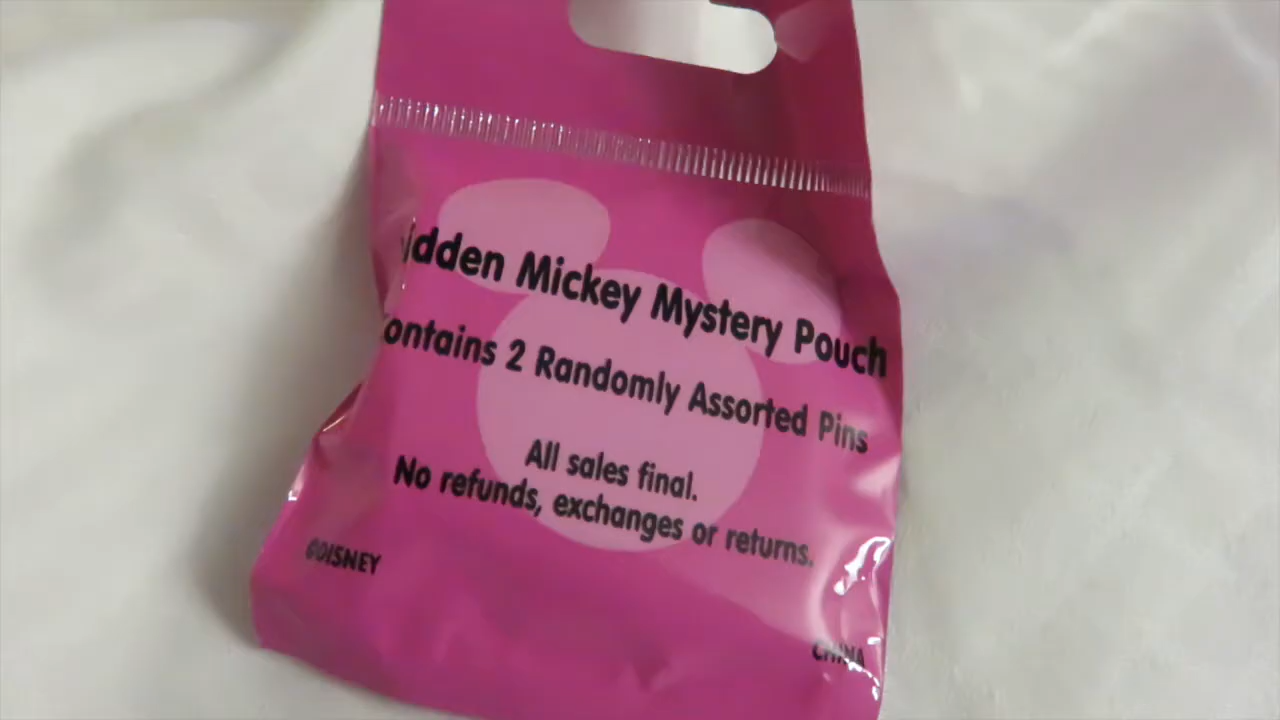 idden Mickey Mystery Pouch
ontains 2 Randomly Assorted Pins
All sales final.
No refunds, exchanges or returns.
©DISNEY
CHINA